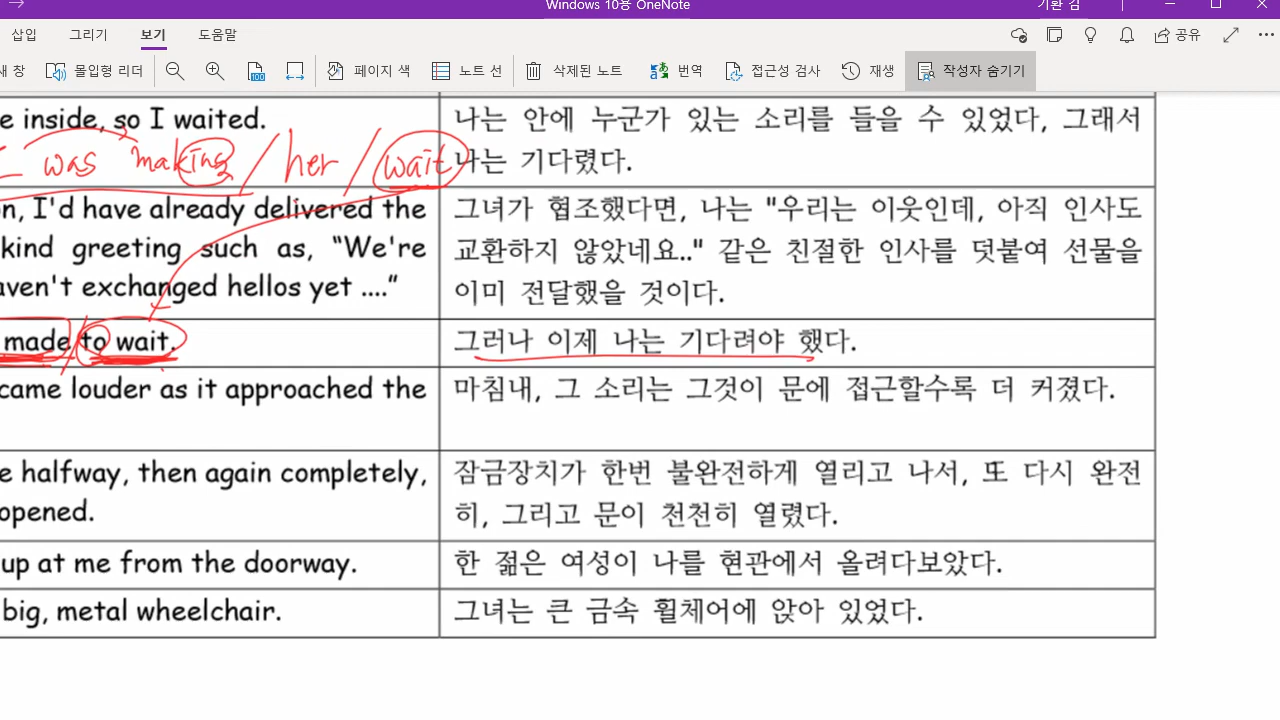 Windows 10용 OneNote
기환 김
삽입 그리기 보기 도움말
공유
새 창 몰입형 리더 페이지 색 노트 선 삭제된 노트 번역 접근성 검사 재생 작성자 숨기기
e inside, so I waited.
I was making / her / wait
나는 안에 누군가 있는 소리를 들을 수 있었다, 그래서
나는 기다렸다.
on, I'd have already delivered the
kind greeting such as, “We're
aven't exchanged hellos yet ....”
그녀가 협조했다면, 나는 "우리는 이웃인데, 아직 인사도
교환하지 않았네요.." 같은 친절한 인사를 덧붙여 선물을
이미 전달했을 것이다.
made / to wait.
그러나 이제 나는 기다려야 했다.
came louder as it approached the
마침내, 그 소리는 그것이 문에 접근할수록 더 커졌다.
e halfway, then again completely,
opened.
잠금장치가 한번 불완전하게 열리고 나서, 또 다시 완전
히, 그리고 문이 천천히 열렸다.
up at me from the doorway.
한 젊은 여성이 나를 현관에서 올려다보았다.
big, metal wheelchair.
그녀는 큰 금속 휠체어에 앉아 있었다.